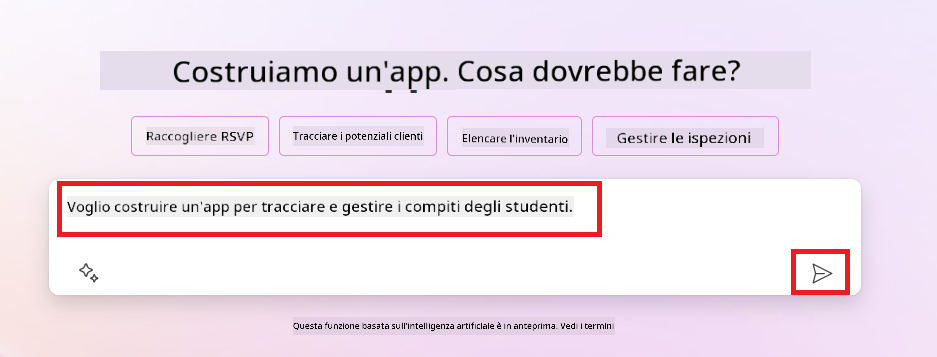 Costruiamo un'app. Cosa dovrebbe fare?
Raccogliere RSVP
Tracciare i potenziali clienti
Elencare l'inventario
Gestire le ispezioni
Voglio costruire un'app per tracciare e gestire i compiti degli studenti.
Questa funzione basata sull'intelligenza artificiale è in anteprima. Vedi i termini